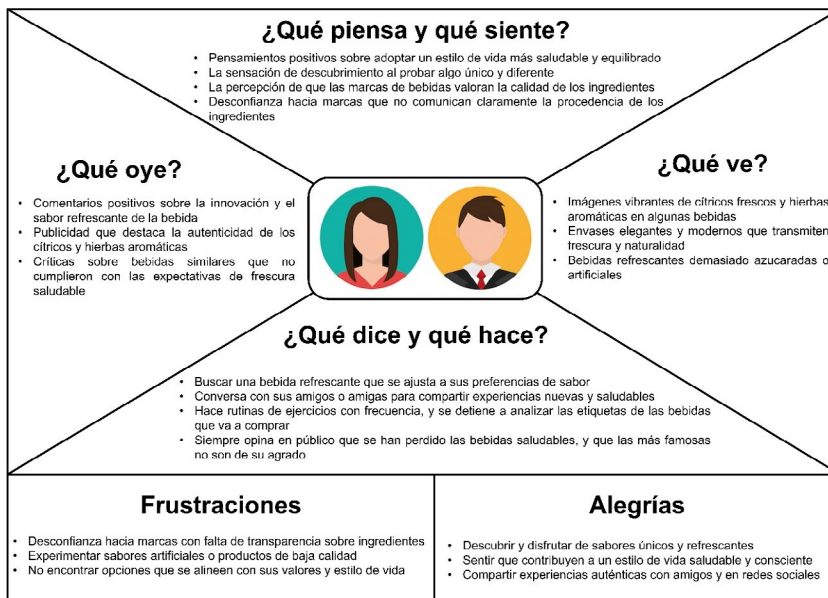 ¿Qué piensa y qué siente?
• Pensamientos positivos sobre adoptar un estilo de vida más saludable y equilibrado
• La sensación de descubrimiento al probar algo único y diferente
• La percepción de que las marcas de bebidas valoran la calidad de los ingredientes
• Desconfianza hacia marcas que no comunican claramente la procedencia de los
ingredientes
¿Qué oye?
• Comentarios positivos sobre la innovación y el
sabor refrescante de la bebida
• Publicidad que destaca la autenticidad de los
cítricos y hierbas aromáticas
• Críticas sobre bebidas similares que no
cumplieron con las expectativas de frescura
saludable
¿Qué ve?
• Imágenes vibrantes de cítricos frescos y hierbas
aromáticas en algunas bebidas
• Envases elegantes y modernos que transmiten
frescura y naturalidad
• Bebidas refrescantes demasiado azucaradas o
artificiales
¿Qué dice y qué hace?
• Buscar una bebida refrescante que se ajusta a sus preferencias de sabor
• Conversa con sus amigos o amigas para compartir experiencias nuevas y saludables
• Hace rutinas de ejercicios con frecuencia, y se detiene a analizar las etiquetas de las bebidas
que va a comprar
• Siempre opina en público que se han perdido las bebidas saludables, y que las más famosas
no son de su agrado
Frustraciones
• Desconfianza hacia marcas con falta de transparencia sobre ingredientes
• Experimentar sabores artificiales o productos de baja calidad
• No encontrar opciones que se alineen con sus valores y estilo de vida
Alegrías
• Descubrir y disfrutar de sabores únicos y refrescantes
• Sentir que contribuyen a un estilo de vida saludable y consciente
• Compartir experiencias auténticas con amigos y en redes sociales